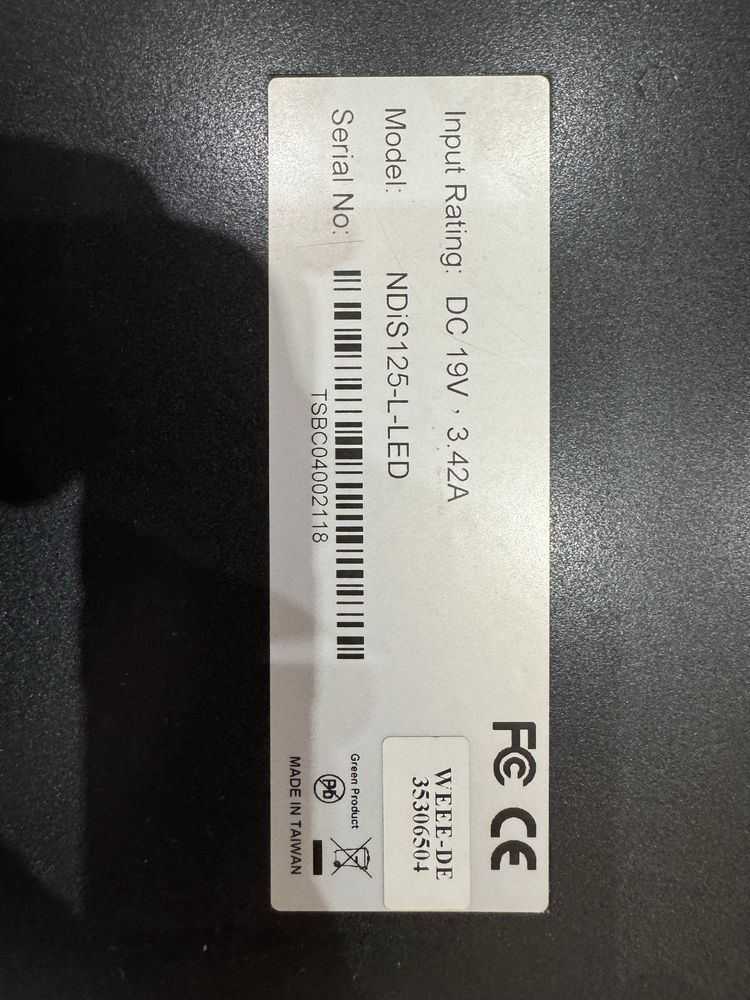 Input Rating: DC 19V , 3.42A
Model: NDiS125-L-LED
Serial No:
TSBC04002118
FC CE
WEEE-DE
35306504
Green Product
Pb
MADE IN TAIWAN